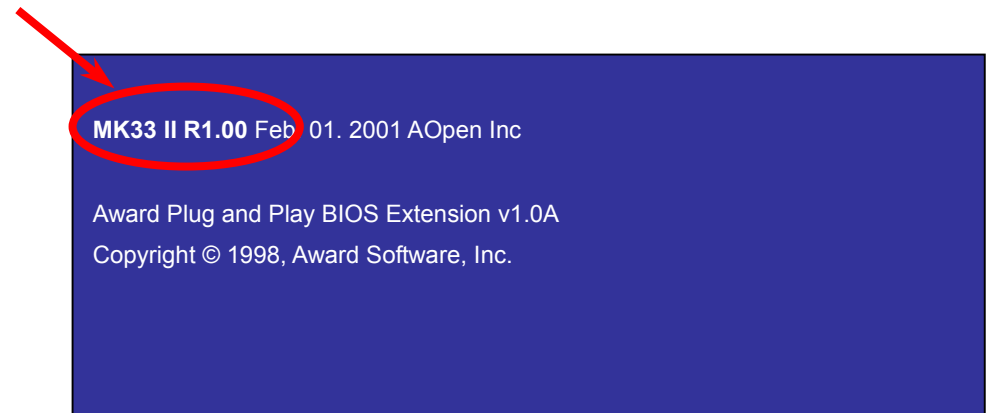 MK33 II R1.00 Feb. 01. 2001 AOpen Inc
Award Plug and Play BIOS Extension v1.0A
Copyright © 1998, Award Software, Inc.